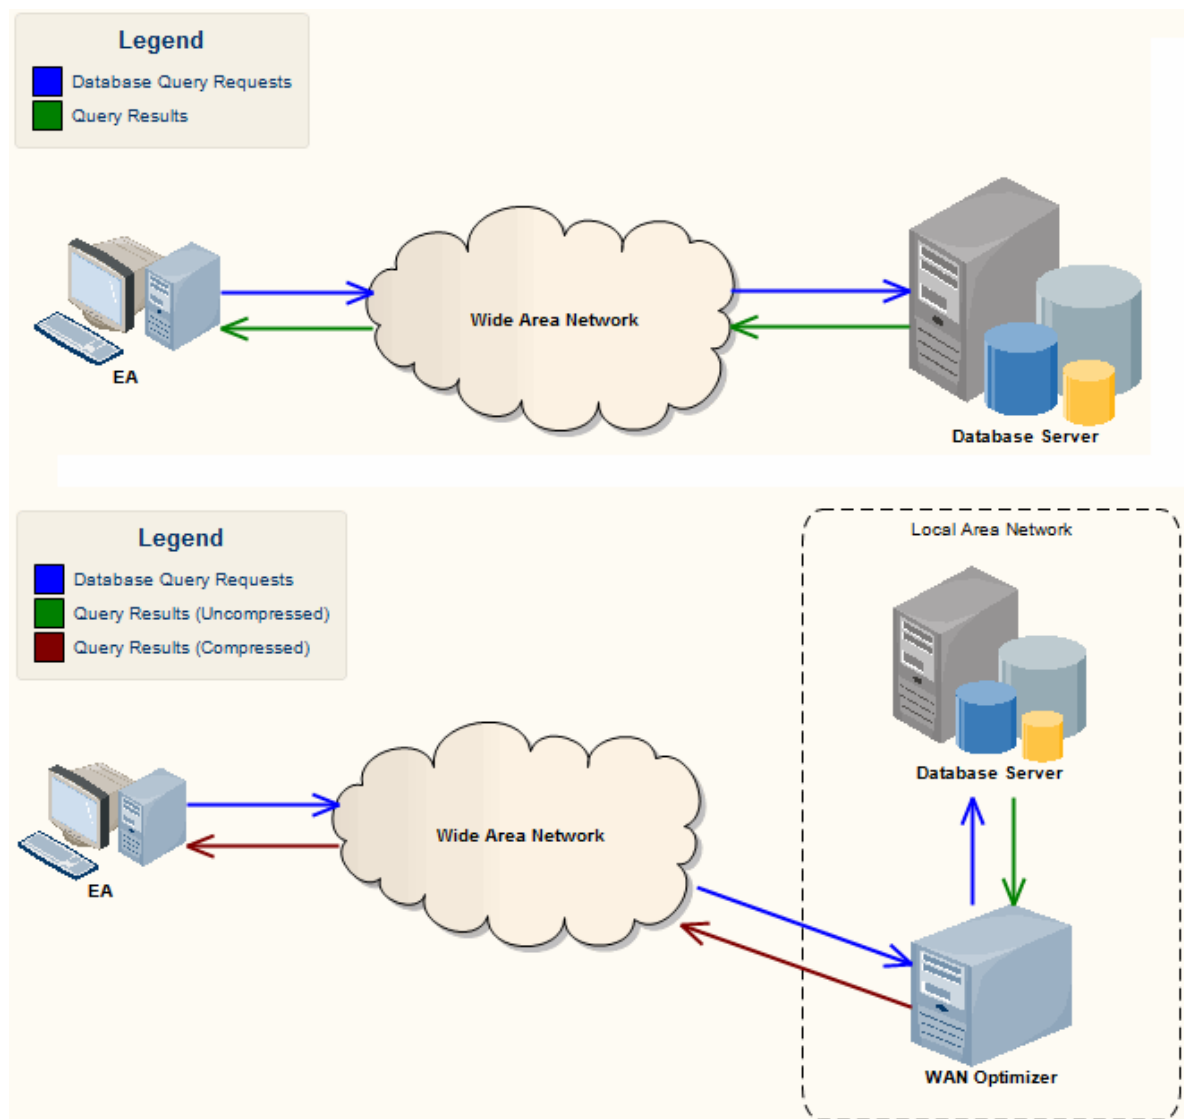 Legend
Database Query Requests
Query Results
Wide Area Network
EA
Database Server
Legend
Database Query Requests
Query Results (Uncompressed)
Query Results (Compressed)
Local Area Network
Database Server
Wide Area Network
EA
WAN Optimizer